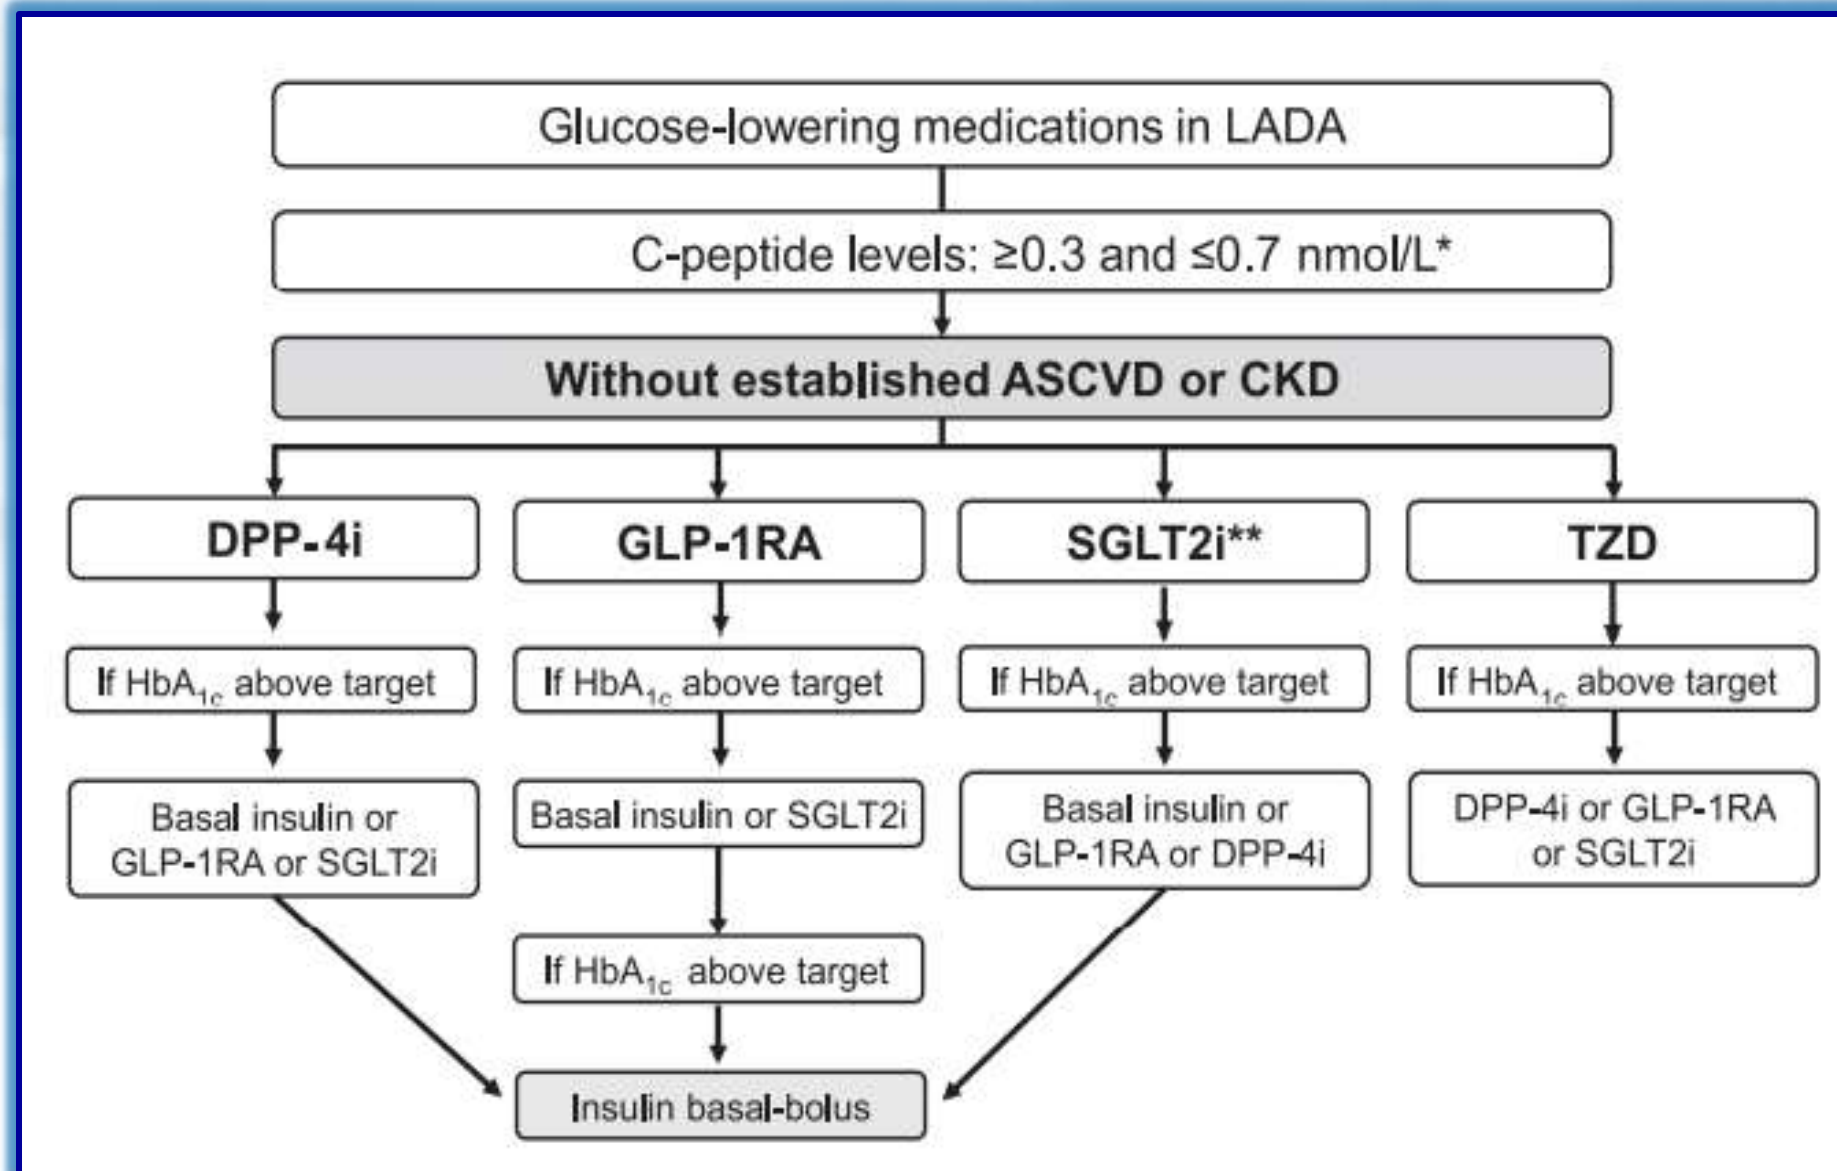 Glucose-lowering medications in LADA
C-peptide levels: ≥0.3 and ≤0.7 nmol/L*
Without established ASCVD or CKD
DPP-4i
GLP-1RA
SGLT2i**
TZD
If HbA1c above target
If HbA1c above target
If HbA1c above target
If HbA1c above target
Basal insulin or
GLP-1RA or SGLT2i
Basal insulin or SGLT2i
Basal insulin or
GLP-1RA or DPP-4i
DPP-4i or GLP-1RA
or SGLT2i
If HbA1c above target
Insulin basal-bolus